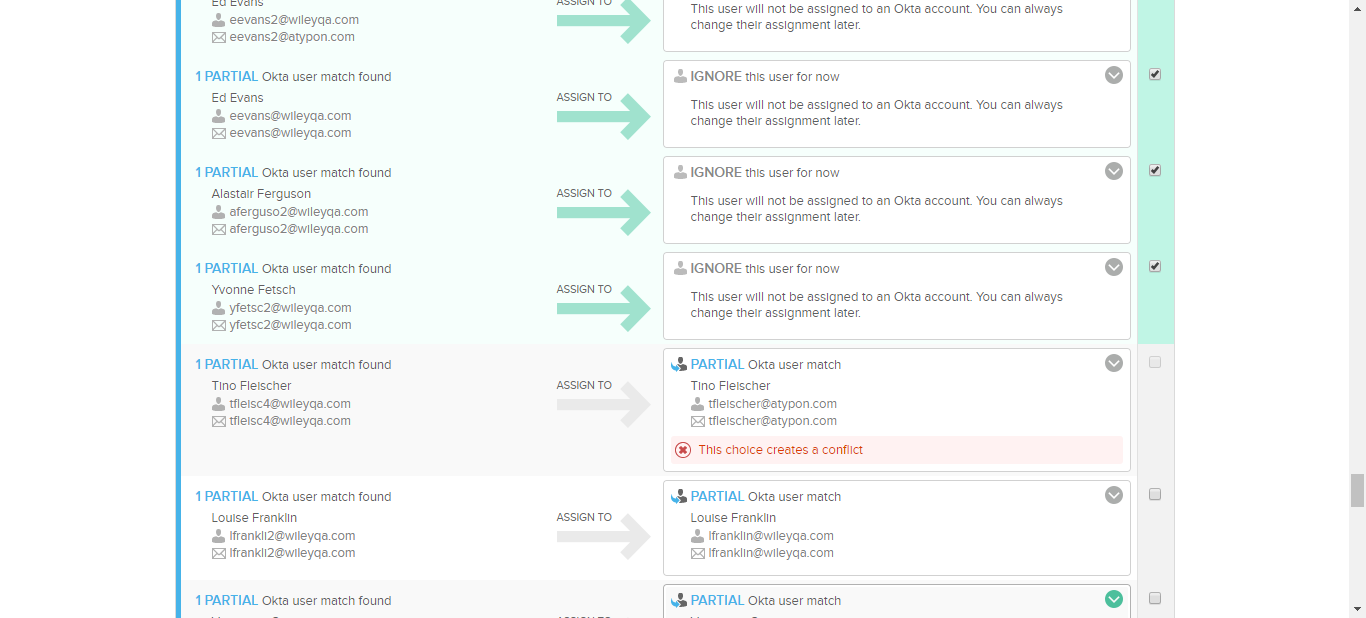 Ed Evans
eevans2@wileyqa.com
eevans2@atypon.com
ASSIGN TO
This user will not be assigned to an Okta account. You can always
change their assignment later.
1 PARTIAL Okta user match found
Ed Evans
eevans@wileyqa.com
eevans@wileyqa.com
ASSIGN TO
IGNORE this user for now
This user will not be assigned to an Okta account. You can always
change their assignment later.
1 PARTIAL Okta user match found
Alastair Ferguson
aferguso2@wileyqa.com
aferguso2@wileyqa.com
ASSIGN TO
IGNORE this user for now
This user will not be assigned to an Okta account. You can always
change their assignment later.
1 PARTIAL Okta user match found
Yvonne Fetsch
yfetsc2@wileyqa.com
yfetsc2@wileyqa.com
ASSIGN TO
IGNORE this user for now
This user will not be assigned to an Okta account. You can always
change their assignment later.
1 PARTIAL Okta user match found
Tino Fleischer
tfleisc4@wileyqa.com
tfleisc4@wileyqa.com
ASSIGN TO
PARTIAL Okta user match
Tino Fleischer
tfleischer@atypon.com
tfleischer@atypon.com
This choice creates a conflict
1 PARTIAL Okta user match found
Louise Franklin
lfrankli2@wileyqa.com
lfrankli2@wileyqa.com
ASSIGN TO
PARTIAL Okta user match
Louise Franklin
lfranklin@wileyqa.com
lfranklin@wileyqa.com
1 PARTIAL Okta user match found
ASSIGN TO
PARTIAL Okta user match